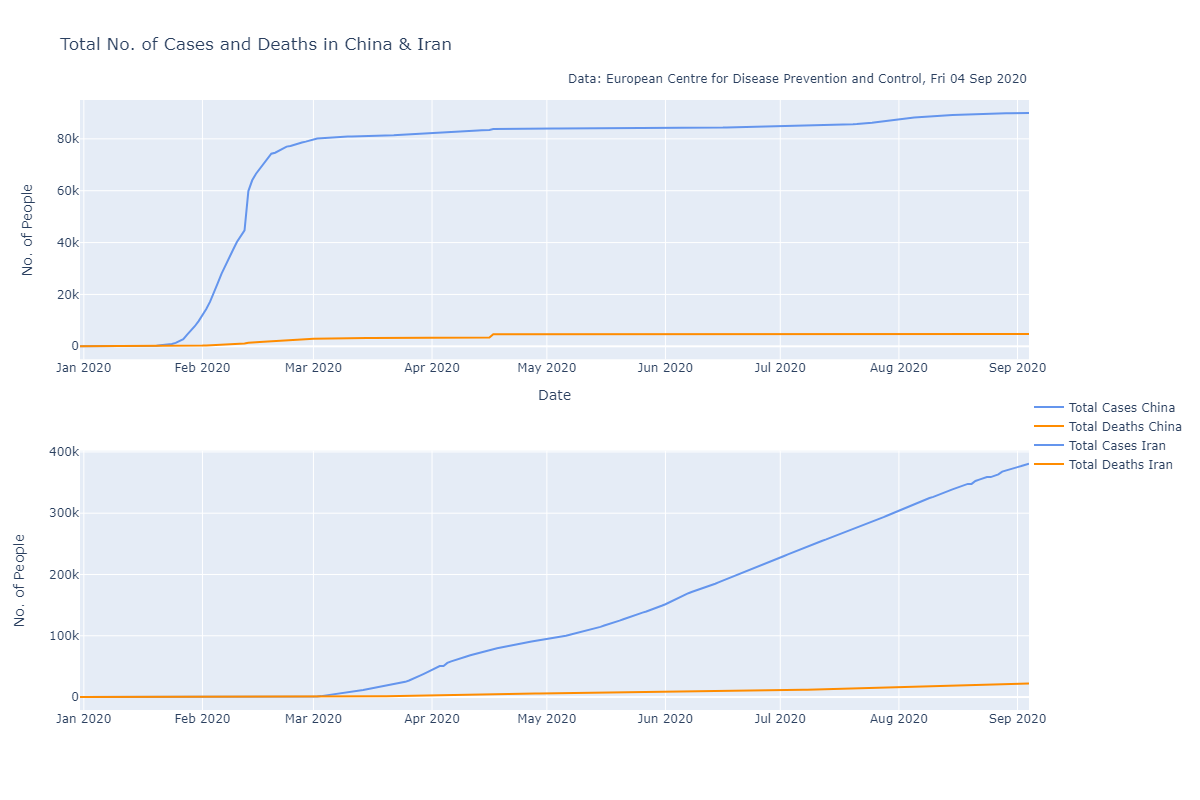 Total No. of Cases and Deaths in China & Iran
Data: European Centre for Disease Prevention and Control, Fri 04 Sep 2020
No. of People
80k
60k
40k
20k
0
Jan 2020 Feb 2020 Mar 2020 Apr 2020 May 2020 Jun 2020 Jul 2020 Aug 2020 Sep 2020
Date
Total Cases China
Total Deaths China
Total Cases Iran
Total Deaths Iran
No. of People
400k
300k
200k
100k
0
Jan 2020 Feb 2020 Mar 2020 Apr 2020 May 2020 Jun 2020 Jul 2020 Aug 2020 Sep 2020